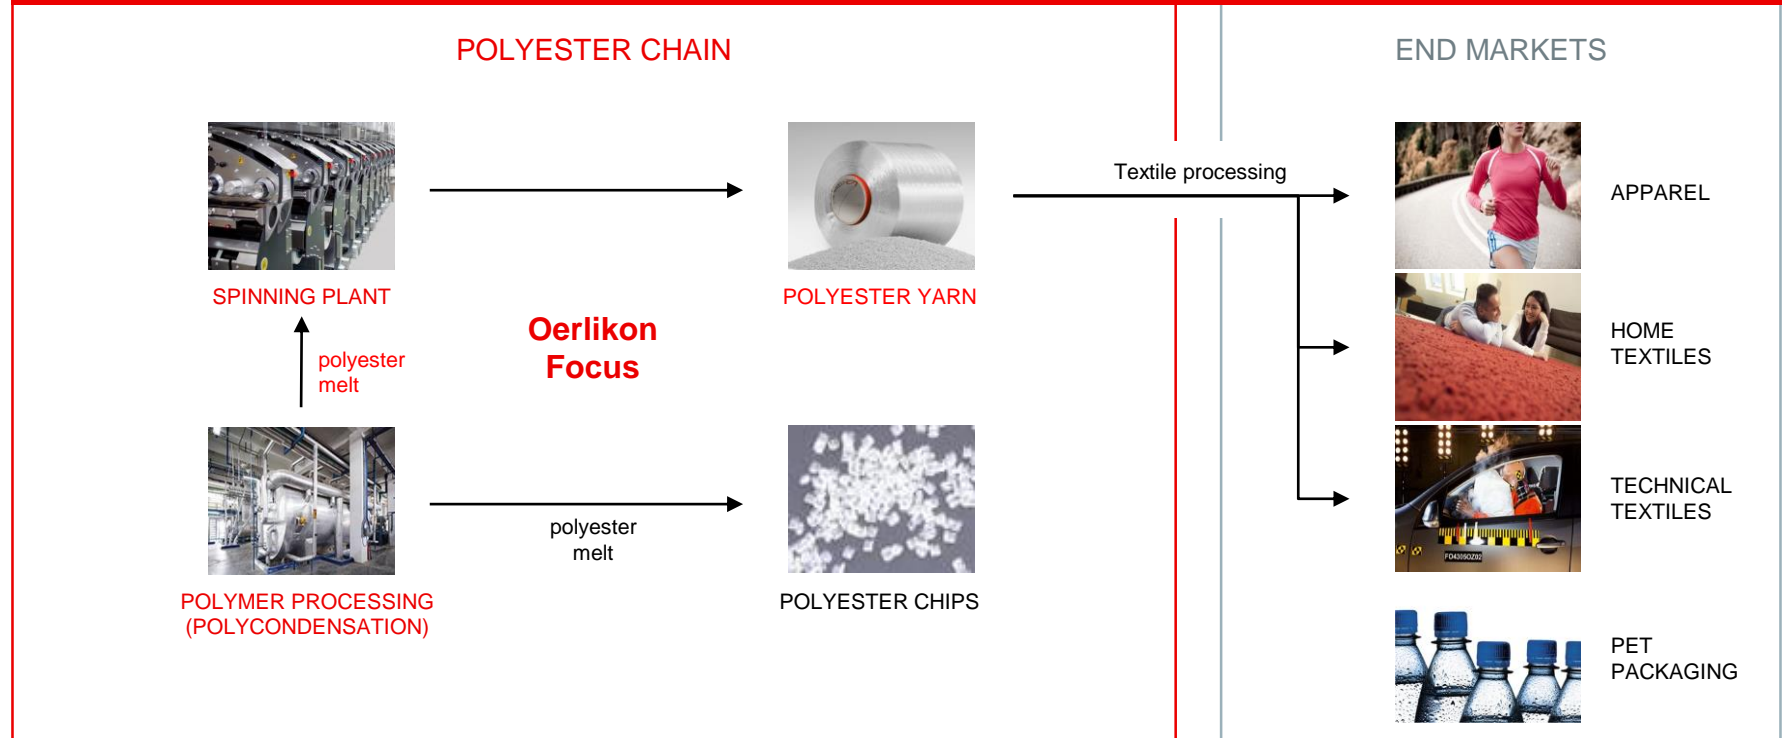 POLYESTER CHAIN
END MARKETS
Textile processing
APPAREL
SPINNING PLANT
POLYESTER YARN
Oerlikon
Focus
polyester
melt
HOME
TEXTILES
polyester
melt
TECHNICAL
TEXTILES
FO4305OZ02
POLYMER PROCESSING
(POLYCONDENSATION)
POLYESTER CHIPS
PET
PACKAGING